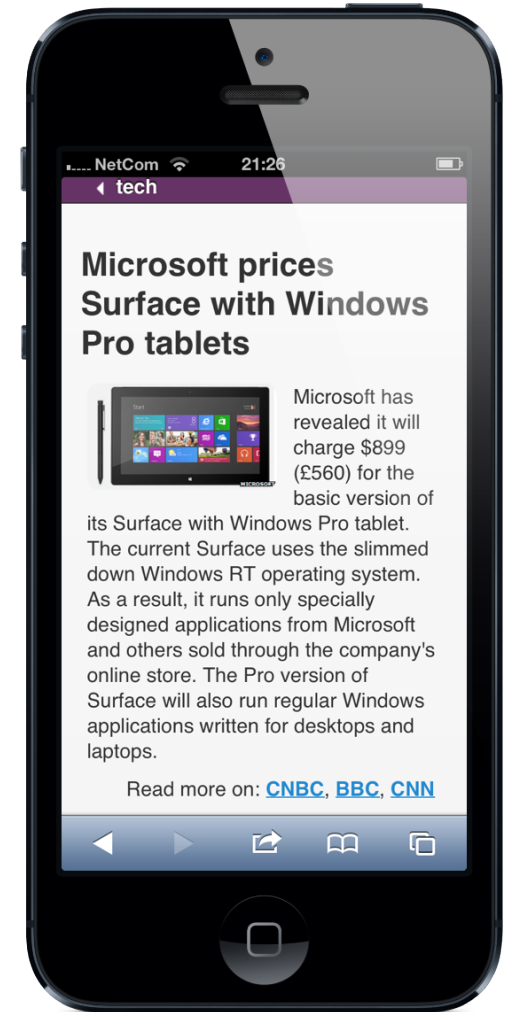 NetCom 21:26
tech
Microsoft prices
Surface with Windows
Pro tablets
Start
MICROSOFT
Microsoft has
revealed it will
charge $899
(£560) for the
basic version of
its Surface with Windows Pro tablet.
The current Surface uses the slimmed
down Windows RT operating system.
As a result, it runs only specially
designed applications from Microsoft
and others sold through the company's
online store. The Pro version of
Surface will also run regular Windows
applications written for desktops and
laptops.
Read more on: CNBC, BBC, CNN